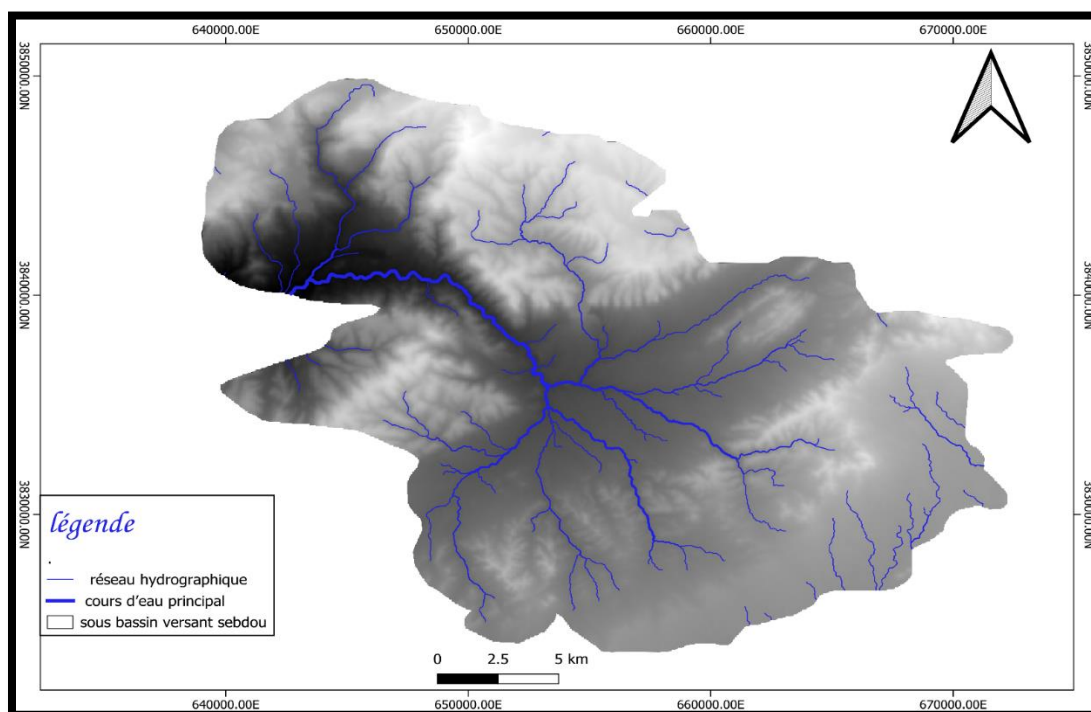 640000.00E 650000.00E 660000.00E 670000.00E
3850000.00N 3850000.00N
3840000.00N 3840000.00N
3830000.00N 3830000.00N
légende
.
réseau hydrographique
cours d'eau principal
sous bassin versant sebdou
0 2.5 5 km
640000.00E 650000.00E 660000.00E 670000.00E